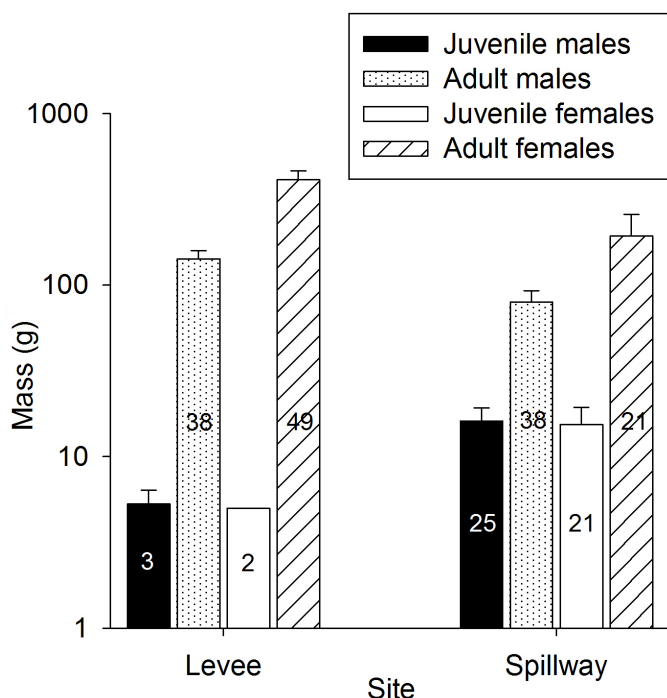 Juvenile males
Adult males
Juvenile females
Adult females
1000
100
10
1
Mass (g)
3
38
2
49
25
38
21
21
Levee
Spillway
Site